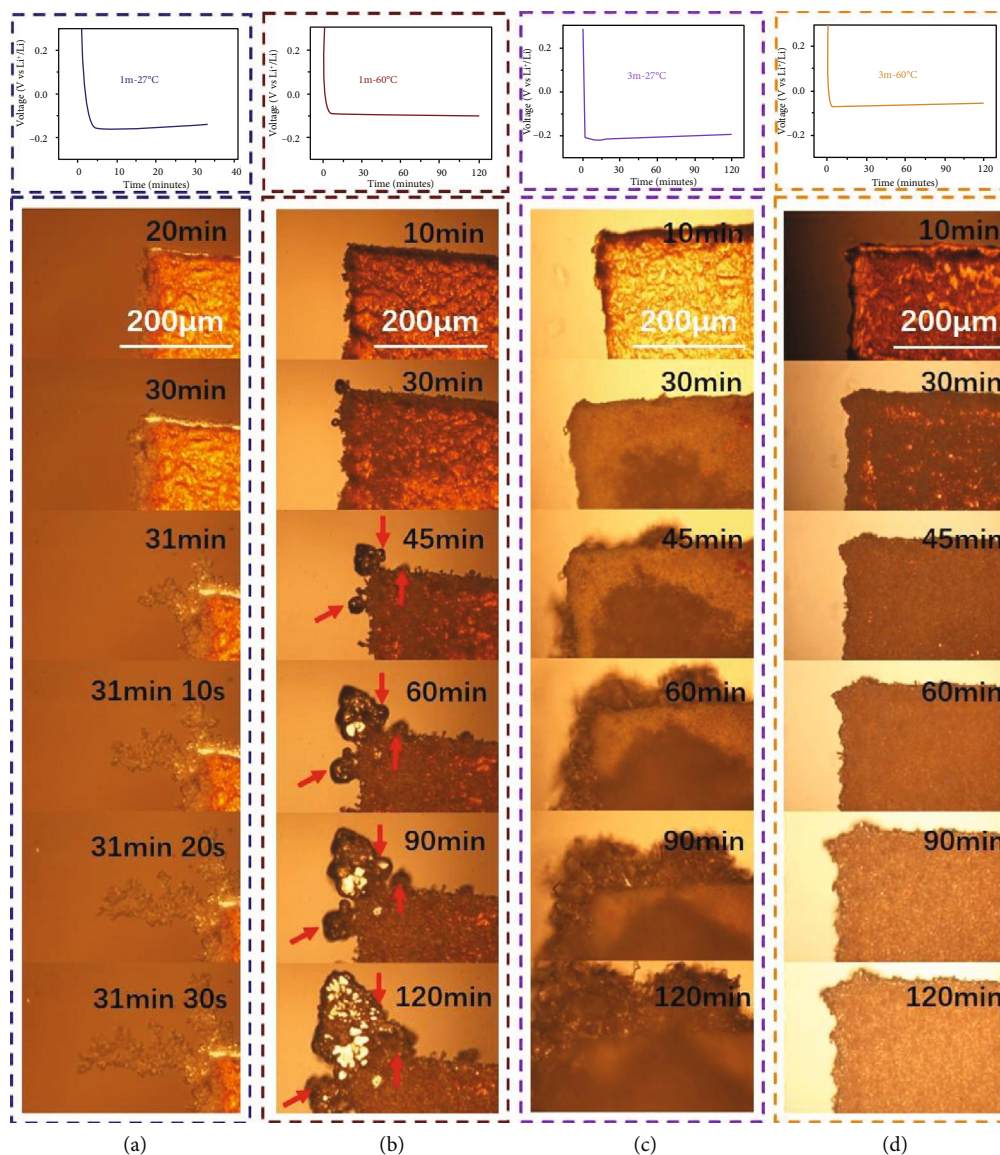 Voltage (V vs Li⁺/Li)
0.2
0.0
−0.2
1m-27°C
0 10 20 30 40
Time (minutes)
Voltage (V vs Li⁺/Li)
0.2
0.0
−0.2
1m-60°C
0 30 60 90 120
Time (minutes)
Voltage (V vs Li⁺/Li)
0.2
0.0
−0.2
3m-27°C
0 30 60 90 120
Time (minutes)
Voltage (V vs Li⁺/Li)
0.2
0.0
−0.2
3m-60°C
0 30 60 90 120
Time (minutes)
20min
200μm
30min
31min
31min 10s
31min 20s
31min 30s
(a)
10min
200μm
30min
45min
60min
90min
120min
(b)
10min
200μm
30min
45min
60min
90min
120min
(c)
10min
200μm
30min
45min
60min
90min
120min
(d)